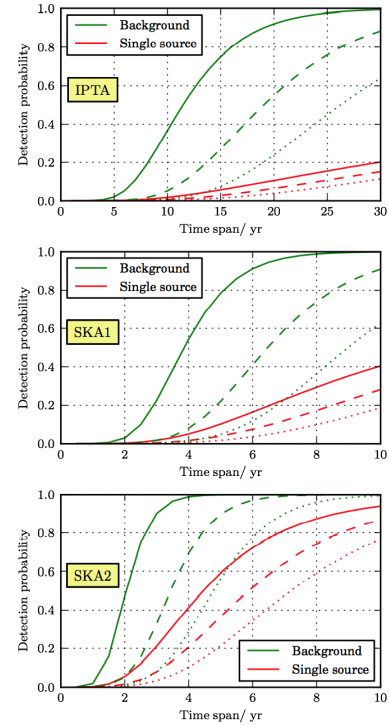 1.0
0.8
0.6
0.4
0.2
0.0
Detection probability
Background
Single source
IPTA
0 5 10 15 20 25 30
Time span/ yr
1.0
0.8
0.6
0.4
0.2
0.0
Detection probability
Background
Single source
SKA1
0 2 4 6 8 10
Time span/ yr
1.0
0.8
0.6
0.4
0.2
0.0
Detection probability
SKA2
Background
Single source
0 2 4 6 8 10
Time span/ yr